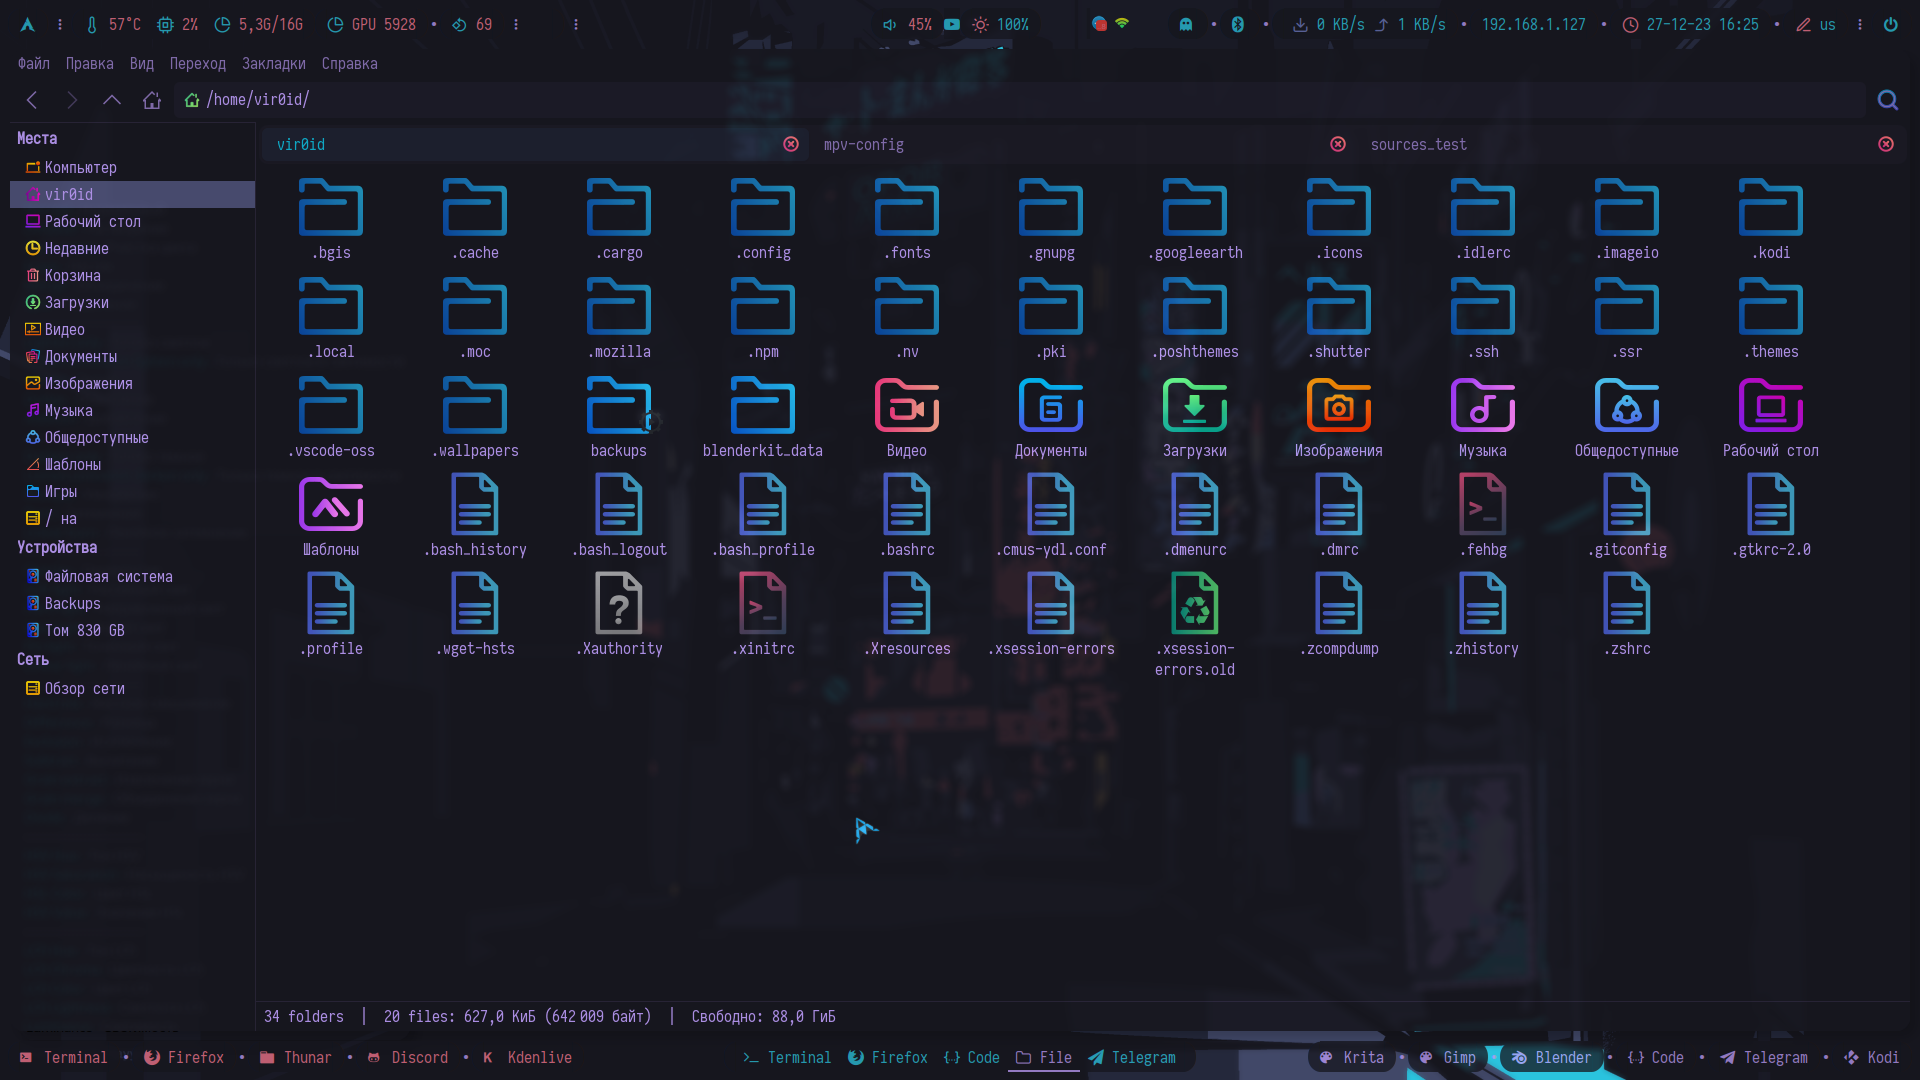 57°C 2% 5,3G/16G GPU 5928 • 69 45% 100% • • 0 KB/s 1 KB/s • 192.168.1.127 • 27-12-23 16:25 • us
Файл Правка Вид Переход Закладки Справка
/home/vir0id/
Места
Компьютер
vir0id
Рабочий стол
Недавние
Корзина
Загрузки
Видео
Документы
Изображения
Музыка
Общедоступные
Шаблоны
Игры
/ на
Устройства
Файловая система
Backups
Том 830 GB
Сеть
Обзор сети
vir0id mpv-config sources_test
.bgis .cache .cargo .config .fonts .gnupg .googleearth .icons .idlerc .imageio .kodi
.local .moc .mozilla .npm .nv .pki .poshthemes .shutter .ssh .ssr .themes
.vscode-oss .wallpapers backups blenderkit_data Видео Документы Загрузки Изображения Музыка Общедоступные Рабочий стол
Шаблоны .bash_history .bash_logout .bash_profile .bashrc .cmus-ydl.conf .dmenurc .dmrc .fehbg .gitconfig .gtkrc-2.0
.profile .wget-hsts .Xauthority .xinitrc .Xresources .xsession-errors .xsession-errors.old .zcompdump .zhistory .zshrc
34 folders | 20 files: 627,0 КиБ (642 009 байт) | Свободно: 88,0 ГиБ
Terminal • Firefox • Thunar • Discord • K Kdenlive >_ Terminal Firefox {..} Code File Telegram Krita • Gimp • Blender • {..} Code • Telegram • Kodi